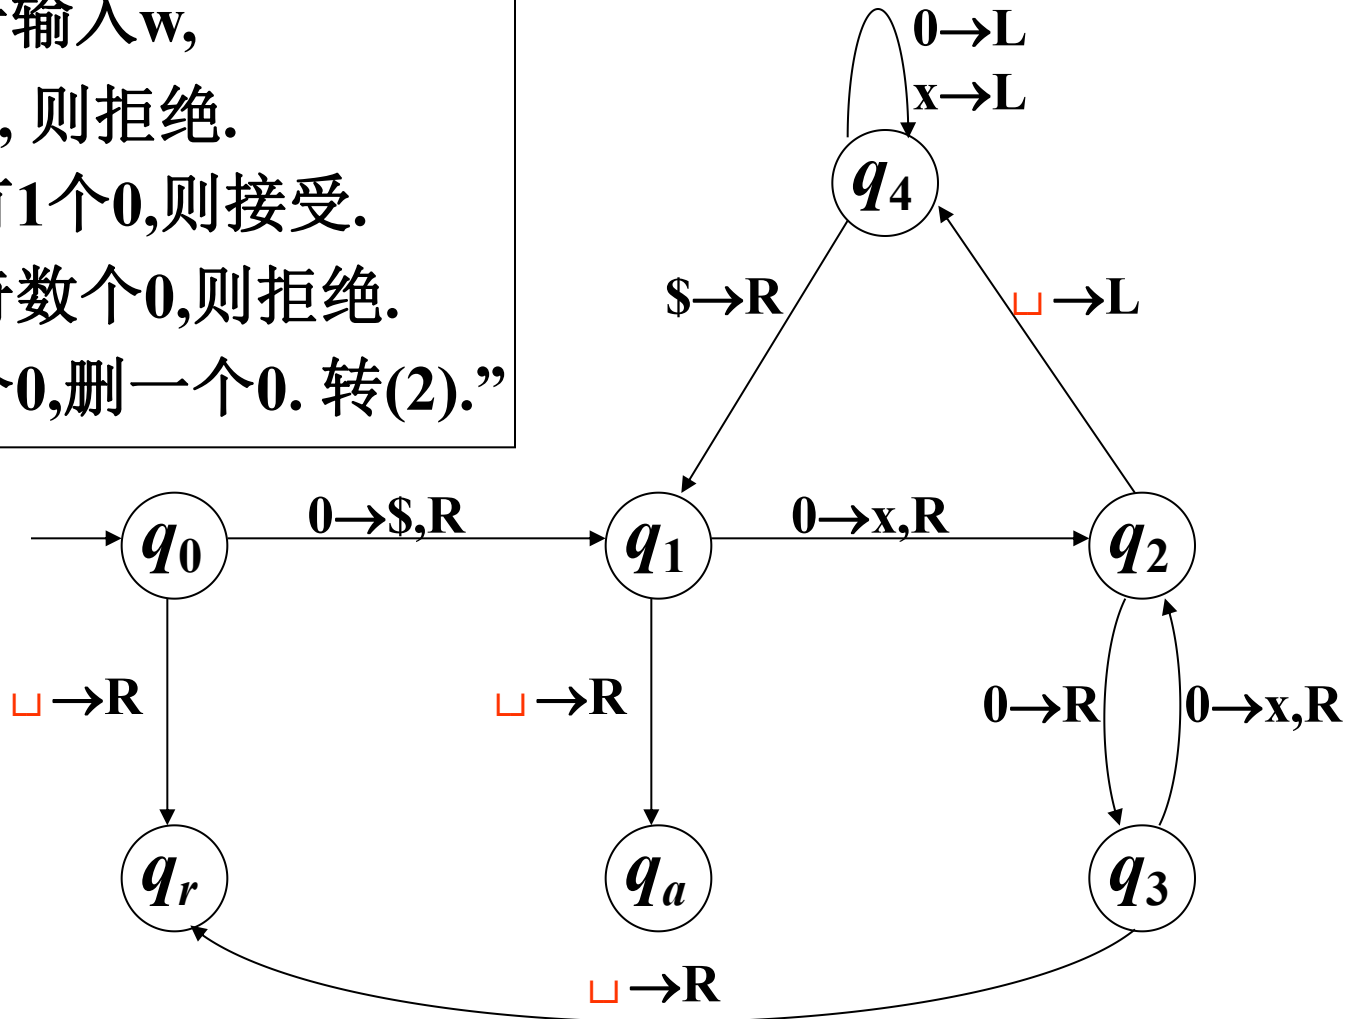 输入w,
, 则拒绝.
1个0,则接受.
数个0,则拒绝.
0,删一个0. 转(2).”
0→L
x→L
q4
$→R
⊔→L
q0
0→$,R
q1
0→x,R
q2
⊔→R
⊔→R
0→R
0→x,R
qr
qa
q3
⊔→R